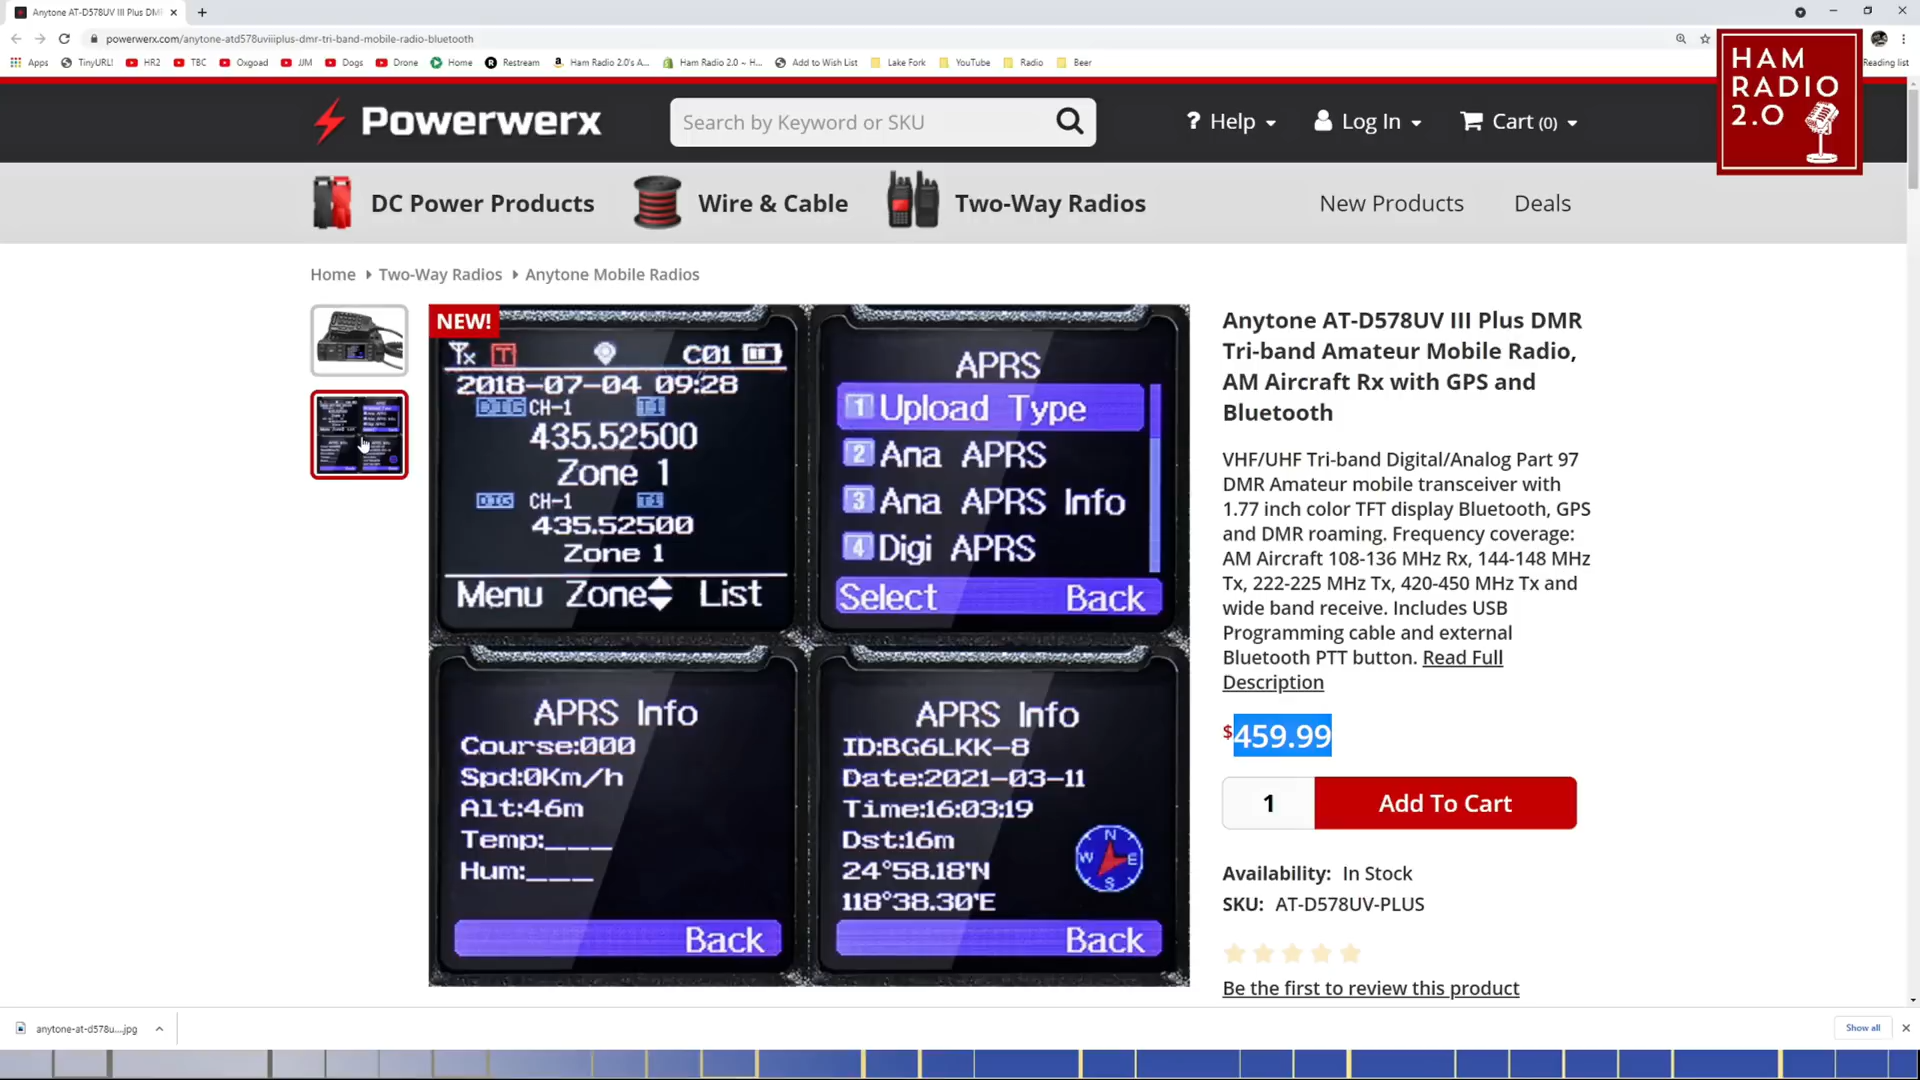 Anytone AT-D578UV III Plus DM
powerwerx.com/anytone-atd578uviiiplus-dmr-tri-band-mobile-radio-bluetooth
Apps TinyURL! HR2 TBC Oxgoad JJM Dogs Drone Home Restream Ham Radio 2.0's A... Ham Radio 2.0 ~ H... Add to Wish List Lake Fork YouTube Radio Beer Reading list
HAM
RADIO
2.0
Powerwerx
Search by Keyword or SKU
? Help Log In Cart (0)
DC Power Products Wire & Cable Two-Way Radios New Products Deals
Home Two-Way Radios Anytone Mobile Radios
NEW!
Tx T C01
2018-07-04 09:28
DIG CH-1 T1
435.52500
Zone 1
DIG CH-1 T1
435.52500
Zone 1
Menu Zone List
APRS
1 Upload Type
2 Ana APRS
3 Ana APRS Info
4 Digi APRS
Select Back
APRS Info
Course:000
Spd:0Km/h
Alt:46m
Temp:___
Hum:___
Back
APRS Info
ID:BG6LKK-8
Date:2021-03-11
Time:16:03:19
Dst:16m
24°58.18'N
118°38.30'E
N
W E
S
Back
Anytone AT-D578UV III Plus DMR
Tri-band Amateur Mobile Radio,
AM Aircraft Rx with GPS and
Bluetooth
VHF/UHF Tri-band Digital/Analog Part 97
DMR Amateur mobile transceiver with
1.77 inch color TFT display Bluetooth, GPS
and DMR roaming. Frequency coverage:
AM Aircraft 108-136 MHz Rx, 144-148 MHz
Tx, 222-225 MHz Tx, 420-450 MHz Tx and
wide band receive. Includes USB
Programming cable and external
Bluetooth PTT button. Read Full
Description
$459.99
1 Add To Cart
Availability: In Stock
SKU: AT-D578UV-PLUS
Be the first to review this product
anytone-at-d578u....jpg
Show all